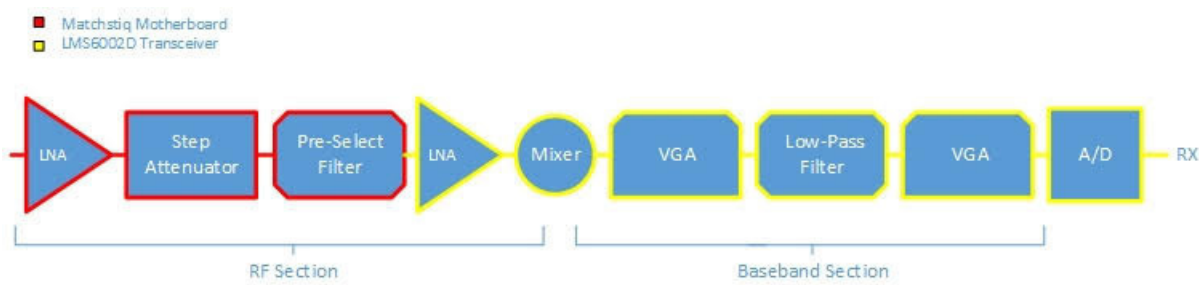 Matchstiq Motherboard
LMS6002D Transceiver
LNA
Step
Attenuator
Pre-Select
Filter
LNA
Mixer
VGA
Low-Pass
Filter
VGA
A/D
RX
RF Section
Baseband Section